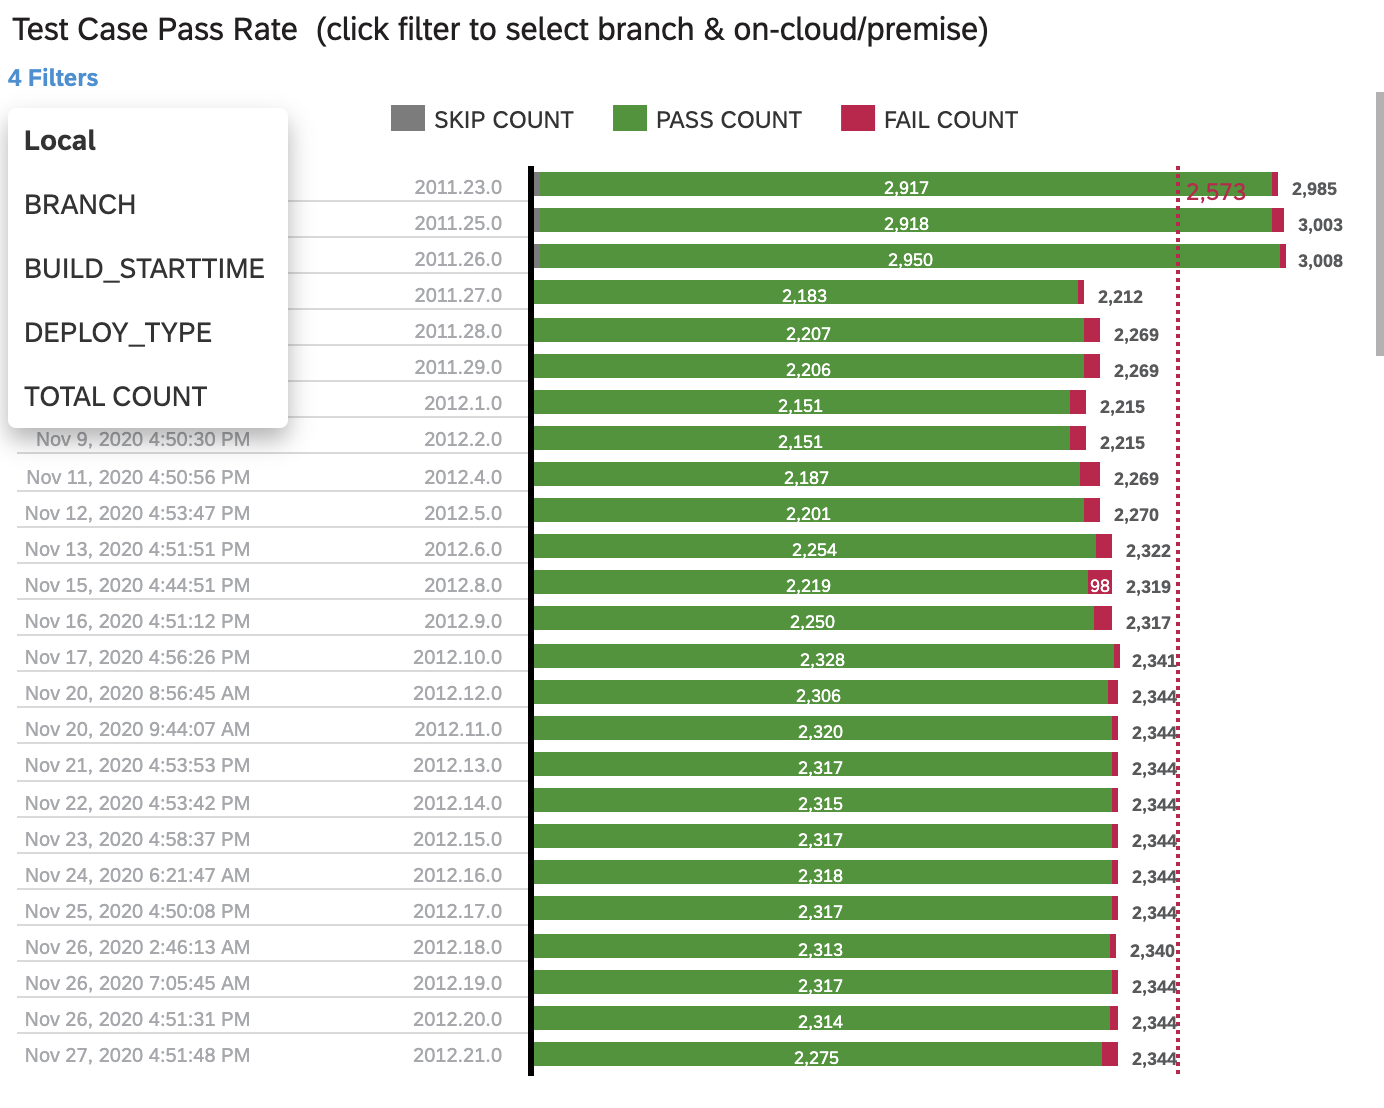 Test Case Pass Rate (click filter to select branch & on-cloud/premise)
4 Filters
Local
BRANCH
BUILD_STARTTIME
DEPLOY_TYPE
TOTAL COUNT
SKIP COUNT PASS COUNT FAIL COUNT
2011.23.0 2,917 2,573 2,985
2011.25.0 2,918 3,003
2011.26.0 2,950 3,008
2011.27.0 2,183 2,212
2011.28.0 2,207 2,269
2011.29.0 2,206 2,269
2012.1.0 2,151 2,215
Nov 9, 2020 4:50:30 PM 2012.2.0 2,151 2,215
Nov 11, 2020 4:50:56 PM 2012.4.0 2,187 2,269
Nov 12, 2020 4:53:47 PM 2012.5.0 2,201 2,270
Nov 13, 2020 4:51:51 PM 2012.6.0 2,254 2,322
Nov 15, 2020 4:44:51 PM 2012.8.0 2,219 98 2,319
Nov 16, 2020 4:51:12 PM 2012.9.0 2,250 2,317
Nov 17, 2020 4:56:26 PM 2012.10.0 2,328 2,341
Nov 20, 2020 8:56:45 AM 2012.12.0 2,306 2,344
Nov 20, 2020 9:44:07 AM 2012.11.0 2,320 2,344
Nov 21, 2020 4:53:53 PM 2012.13.0 2,317 2,344
Nov 22, 2020 4:53:42 PM 2012.14.0 2,315 2,344
Nov 23, 2020 4:58:37 PM 2012.15.0 2,317 2,344
Nov 24, 2020 6:21:47 AM 2012.16.0 2,318 2,344
Nov 25, 2020 4:50:08 PM 2012.17.0 2,317 2,344
Nov 26, 2020 2:46:13 AM 2012.18.0 2,313 2,340
Nov 26, 2020 7:05:45 AM 2012.19.0 2,317 2,344
Nov 26, 2020 4:51:31 PM 2012.20.0 2,314 2,344
Nov 27, 2020 4:51:48 PM 2012.21.0 2,275 2,344